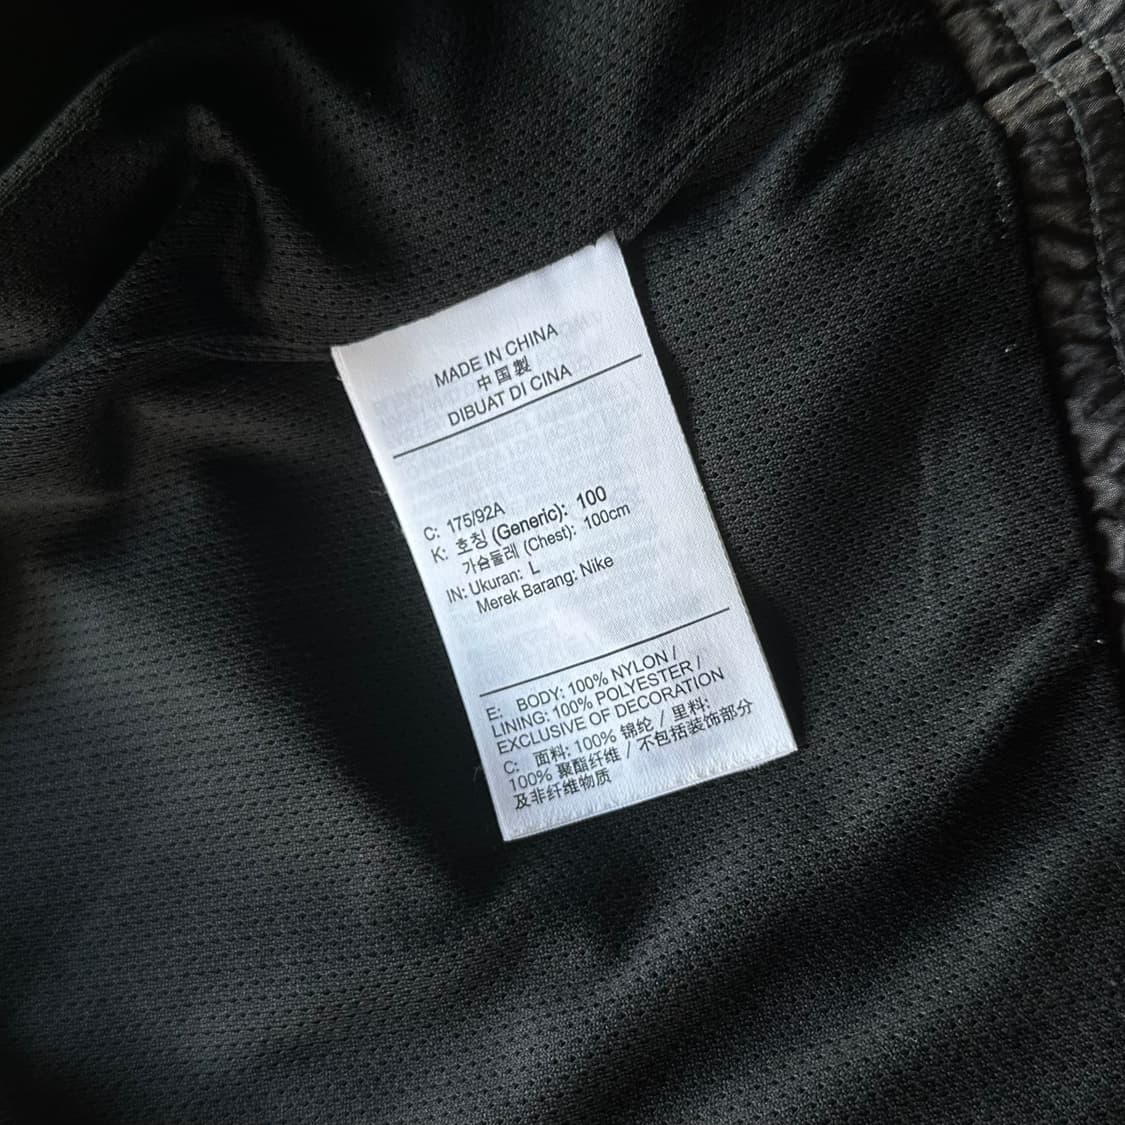 MADE IN CHINA
中国製
DIBUAT DI CINA
C: 175/92A
K: 호칭 (Generic): 100
가슴둘레 (Chest): 100cm
IN: Ukuran: L
Merek Barang: Nike
E: BODY: 100% NYLON /
LINING: 100% POLYESTER /
EXCLUSIVE OF DECORATION
C: 面料: 100% 锦纶 / 里料:
100% 聚酯纤维 / 不包括装饰部分
及非纤维物质